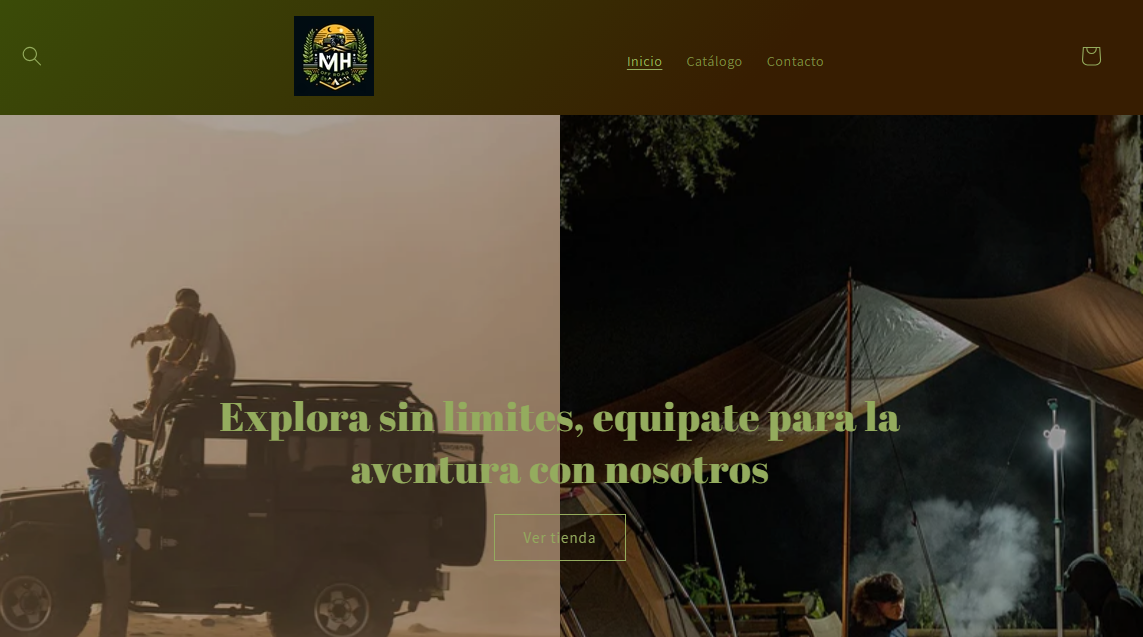 MH
OFF ROAD
Inicio Catálogo Contacto
Explora sin limites, equipate para la
aventura con nosotros
Ver tienda